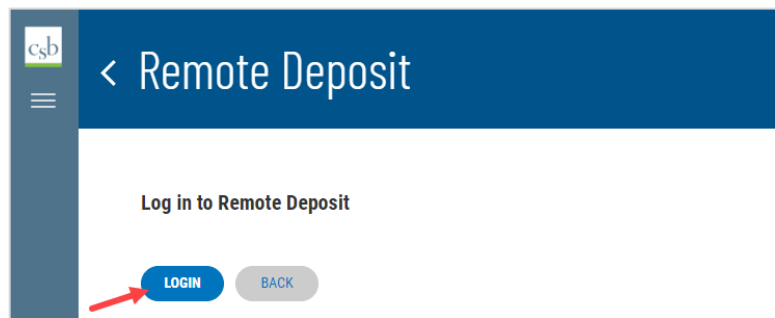 csb
Remote Deposit
Log in to Remote Deposit
LOGIN BACK